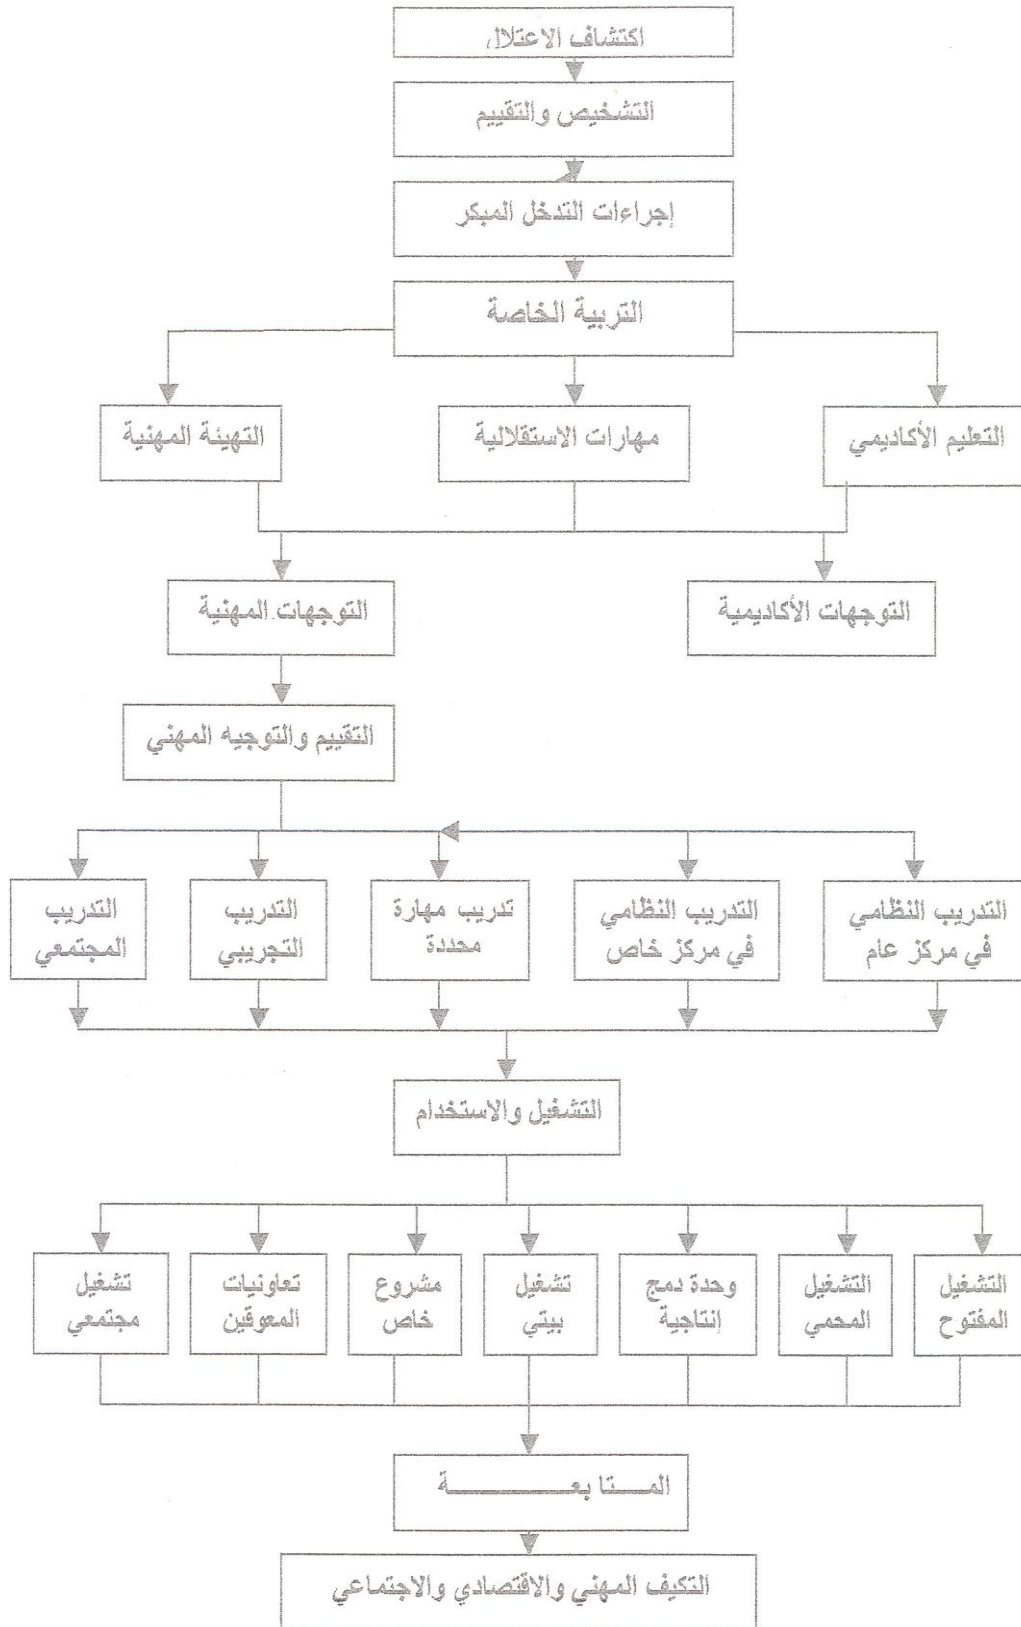 اكتشاف الاعتلال
التشخيص والتقييم
إجراءات التدخل المبكر
التربية الخاصة
التعليم الأكاديمي
مهارات الاستقلالية
التهيئة المهنية
التوجهات الأكاديمية
التوجهات المهنية
التقييم والتوجيه المهني
التدريب النظامي
في مركز عام
التدريب النظامي
في مركز خاص
تدريب مهارة
محددة
التدريب
التجريبي
التدريب
المجتمعي
التشغيل والاستخدام
التشغيل
المفتوح
التشغيل
المحمي
وحدة دمج
إنتاجية
تشغيل
بيتي
مشروع
خاص
تعاونيات
المعوقين
تشغيل
مجتمعي
المـــتا بعـــــــــة
التكيف المهني والاقتصادي والاجتماعي